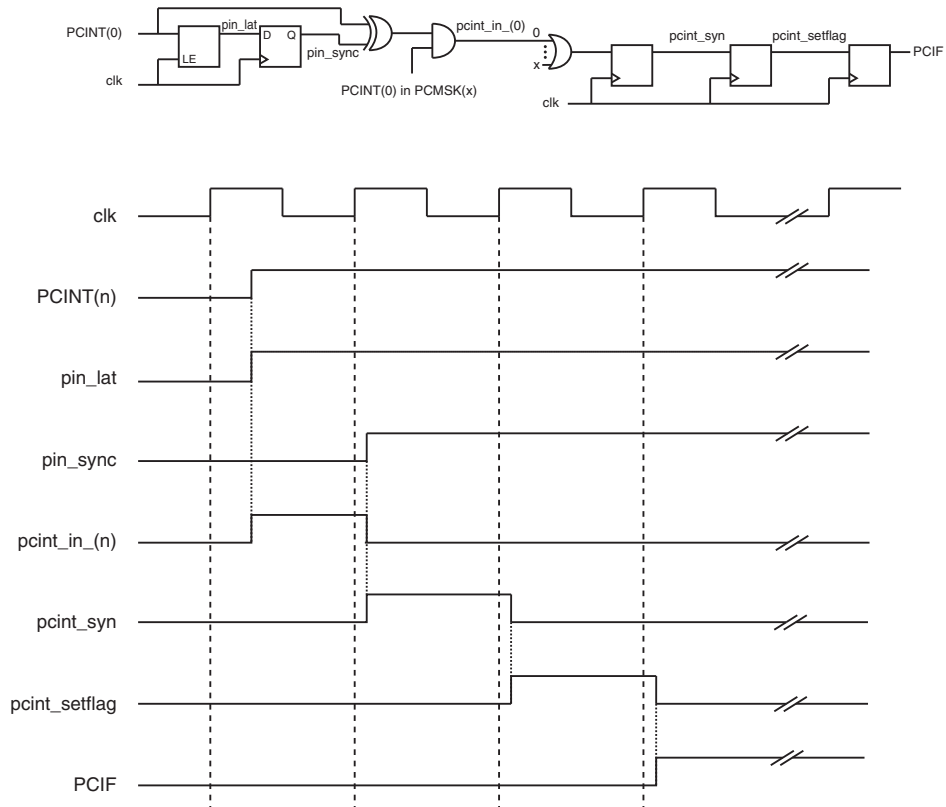 PCINT(0)
pin_lat
D Q
LE
pin_sync
clk
pcint_in_(0)
0
x
PCINT(0) in PCMSK(x)
pcint_syn
pcint_setflag
PCIF
clk
clk
PCINT(n)
pin_lat
pin_sync
pcint_in_(n)
pcint_syn
pcint_setflag
PCIF